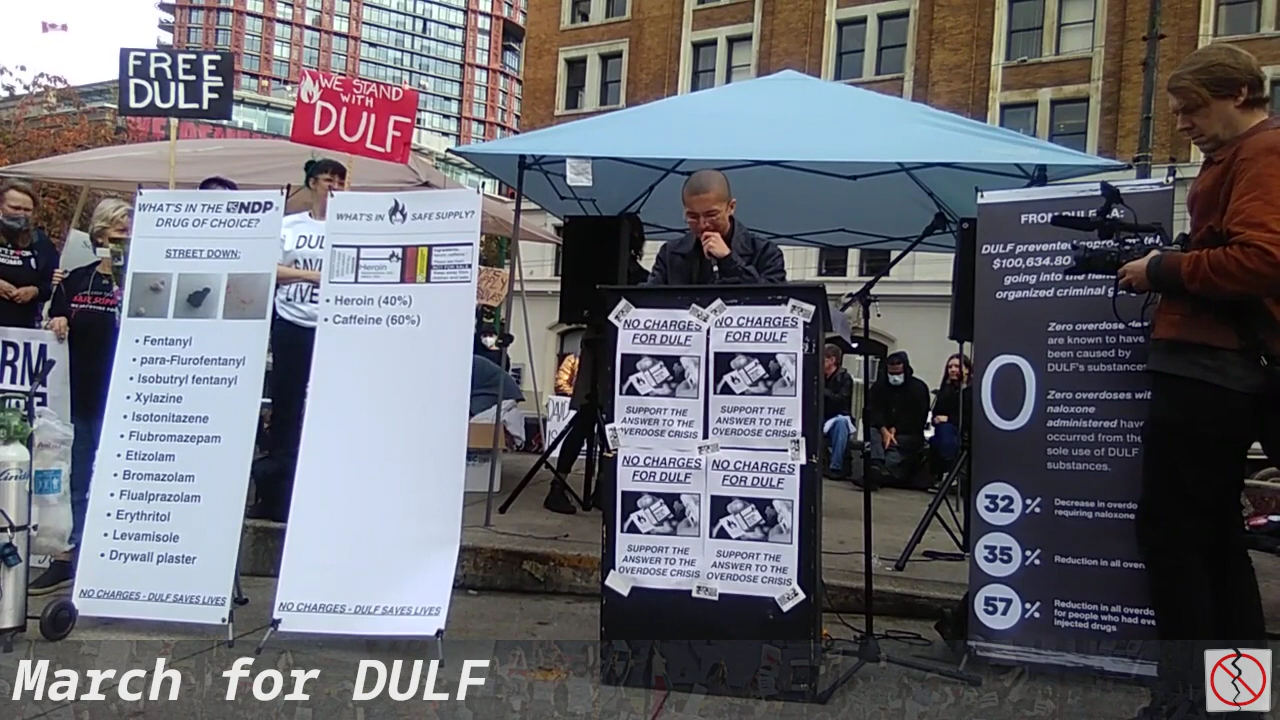 FREE
DULF
WE STAND
WITH
DULF
WHAT'S IN THE NDP'S
DRUG OF CHOICE?
STREET DOWN:
• Fentanyl
• para-Flurofentanyl
• Isobutryl fentanyl
• Xylazine
• Isotonitazene
• Flubromazepam
• Etizolam
• Bromazolam
• Flualprazolam
• Erythritol
• Levamisole
• Drywall plaster
NO CHARGES - DULF SAVES LIVES
WHAT'S IN SAFE SUPPLY?
Heroin
• Heroin (40%)
• Caffeine (60%)
NO CHARGES - DULF SAVES LIVES
NO CHARGES
FOR DULF
SUPPORT THE
ANSWER TO THE
OVERDOSE CRISIS
NO CHARGES
FOR DULF
SUPPORT THE
ANSWER TO THE
OVERDOSE CRISIS
NO CHARGES
FOR DULF
SUPPORT THE
ANSWER TO THE
OVERDOSE CRISIS
NO CHARGES
FOR DULF
SUPPORT THE
ANSWER TO THE
OVERDOSE CRISIS
DULF prevented
$100,634.80
going into the
organized criminal
0
Zero overdose
are known to have
been caused by
DULF's substances
Zero overdoses
naloxone
administered have
occurred from the
sole use of DULF
substances.
32%
Decrease in
requiring naloxone
35%
Reduction in all
57%
Reduction in all
for people who had
injected drugs
March for DULF